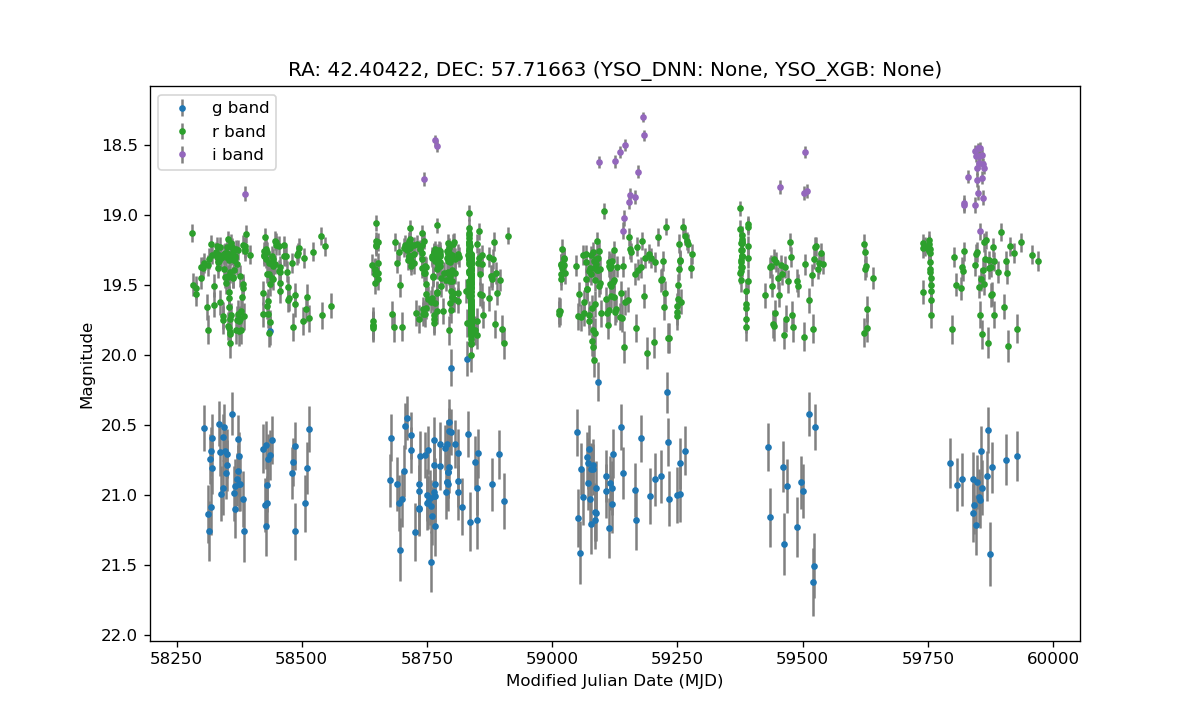 RA: 42.40422, DEC: 57.71663 (YSO_DNN: None, YSO_XGB: None)
g band
r band
i band
18.5
19.0
19.5
20.0
20.5
21.0
21.5
22.0
Magnitude
58250 58500 58750 59000 59250 59500 59750 60000
Modified Julian Date (MJD)